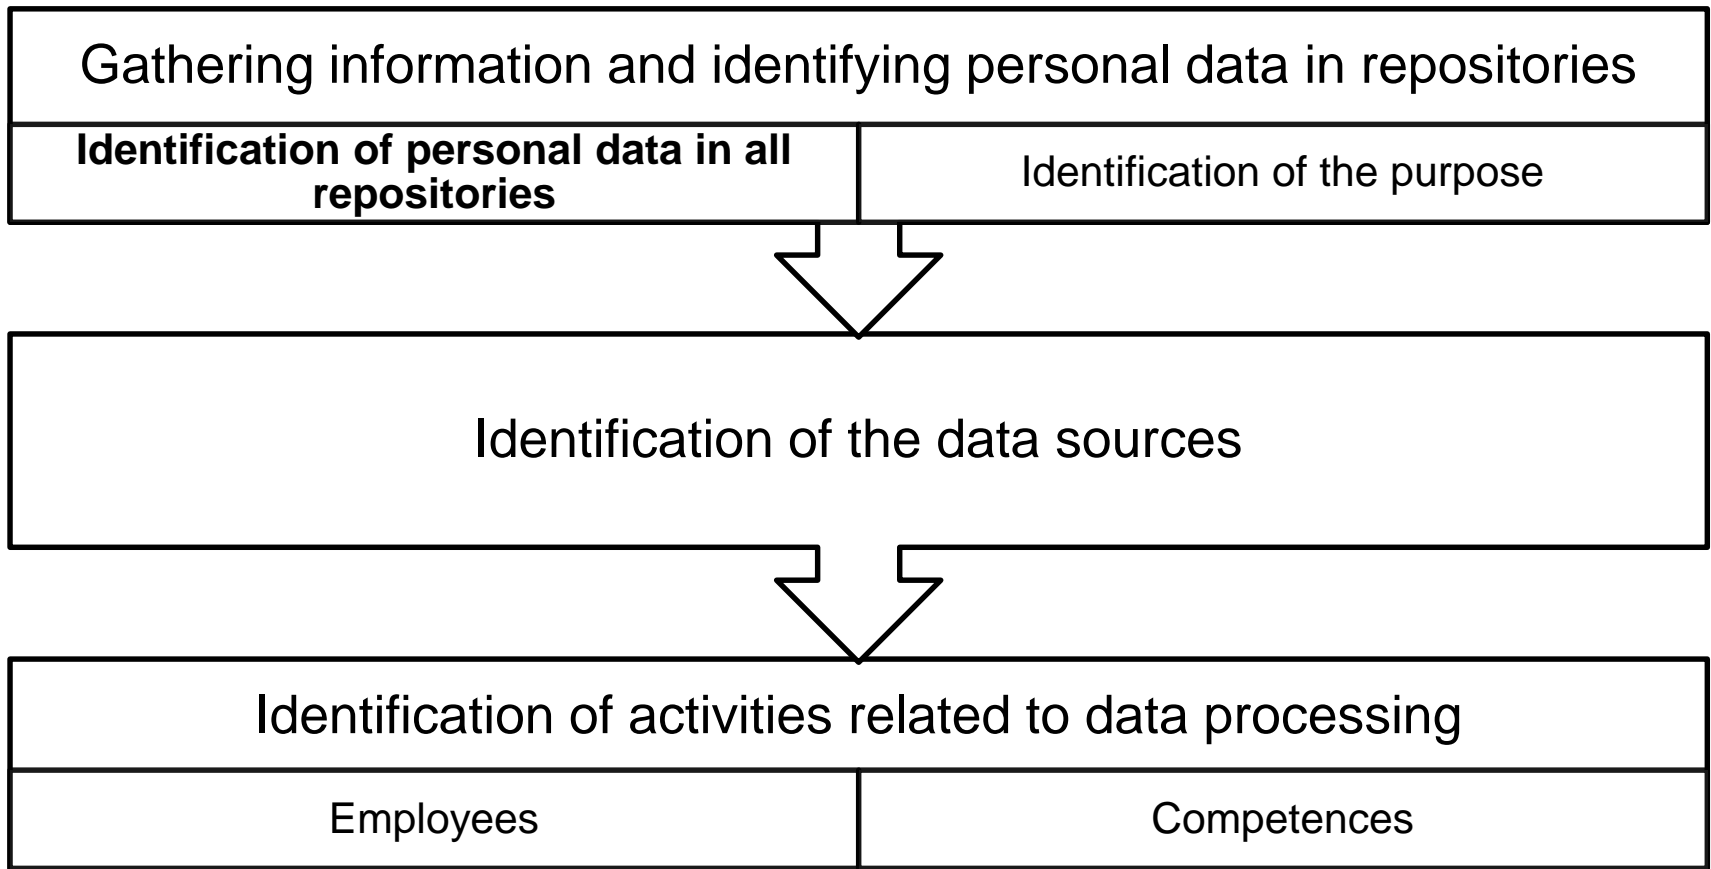 Gathering information and identifying personal data in repositories
Identification of personal data in all
repositories
Identification of the purpose
Identification of the data sources
Identification of activities related to data processing
Employees
Competences